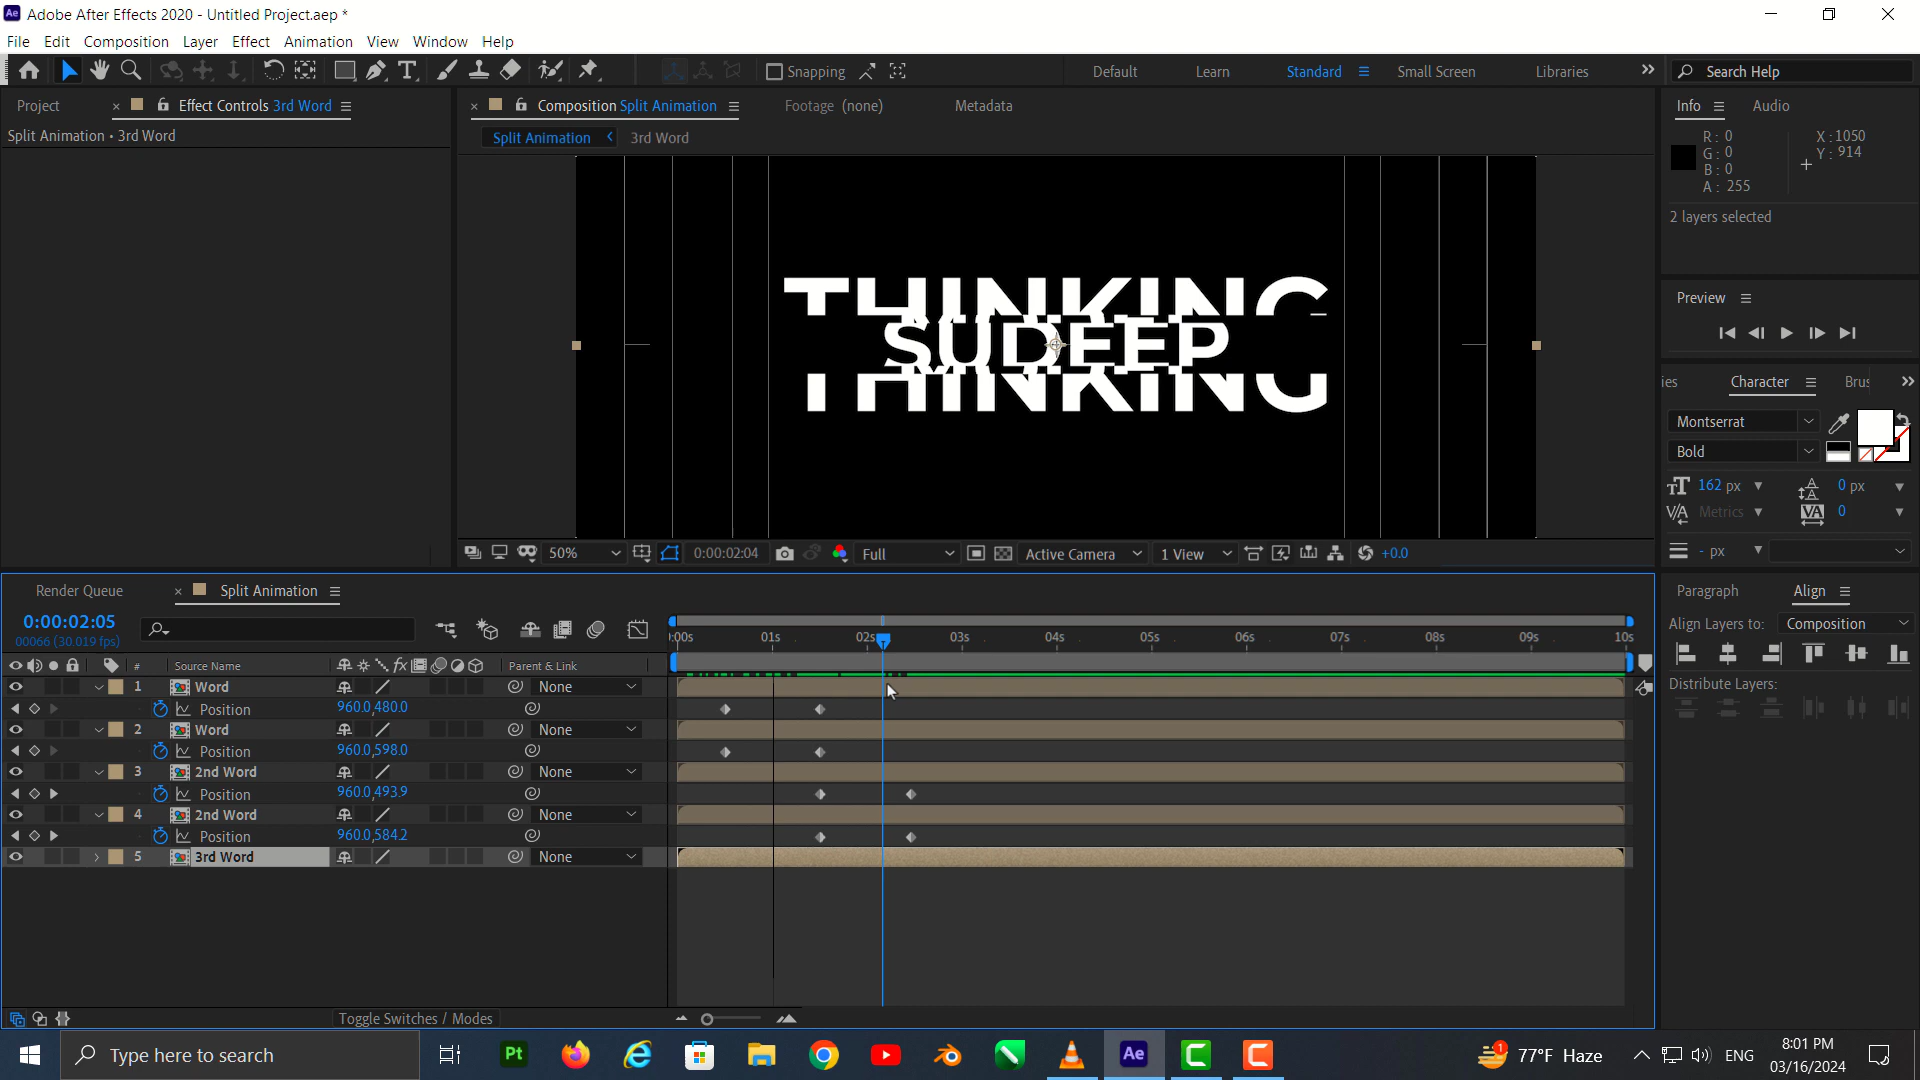 Adobe After Effects 2020 - Untitled Project.aep *
File Edit Composition Layer Effect Animation View Window Help
Snapping Default Learn Standard Small Screen Libraries Search Help
Project Effect Controls 3rd Word
Composition Split Animation Footage (none) Metadata
Info Audio
Split Animation • 3rd Word
Split Animation 3rd Word
R: 0
G: 0
B: 0
A: 255
X: 1050
Y: 914
2 layers selected
THINKING
SUDEEP
THINKING
Preview
ies Character Brus
Montserrat
Bold
162 px 0 px
Metrics 0
- px
50% 0:00:02:04 Full Active Camera 1 View +0.0
Render Queue Split Animation
Paragraph Align
0:00:02:05
00066 (30.019 fps)
:00s 01s 02s 03s 04s 05s 06s 07s 08s 09s 10s
Align Layers to: Composition
# Source Name Parent & Link
Distribute Layers:
1 Word None
Position 960.0,480.0
2 Word None
Position 960.0,598.0
3 2nd Word None
Position 960.0,493.9
4 2nd Word None
Position 960.0,584.2
5 3rd Word None
Toggle Switches / Modes
Type here to search
Pt
Ae
1
77°F Haze
ENG
8:01 PM
03/16/2024